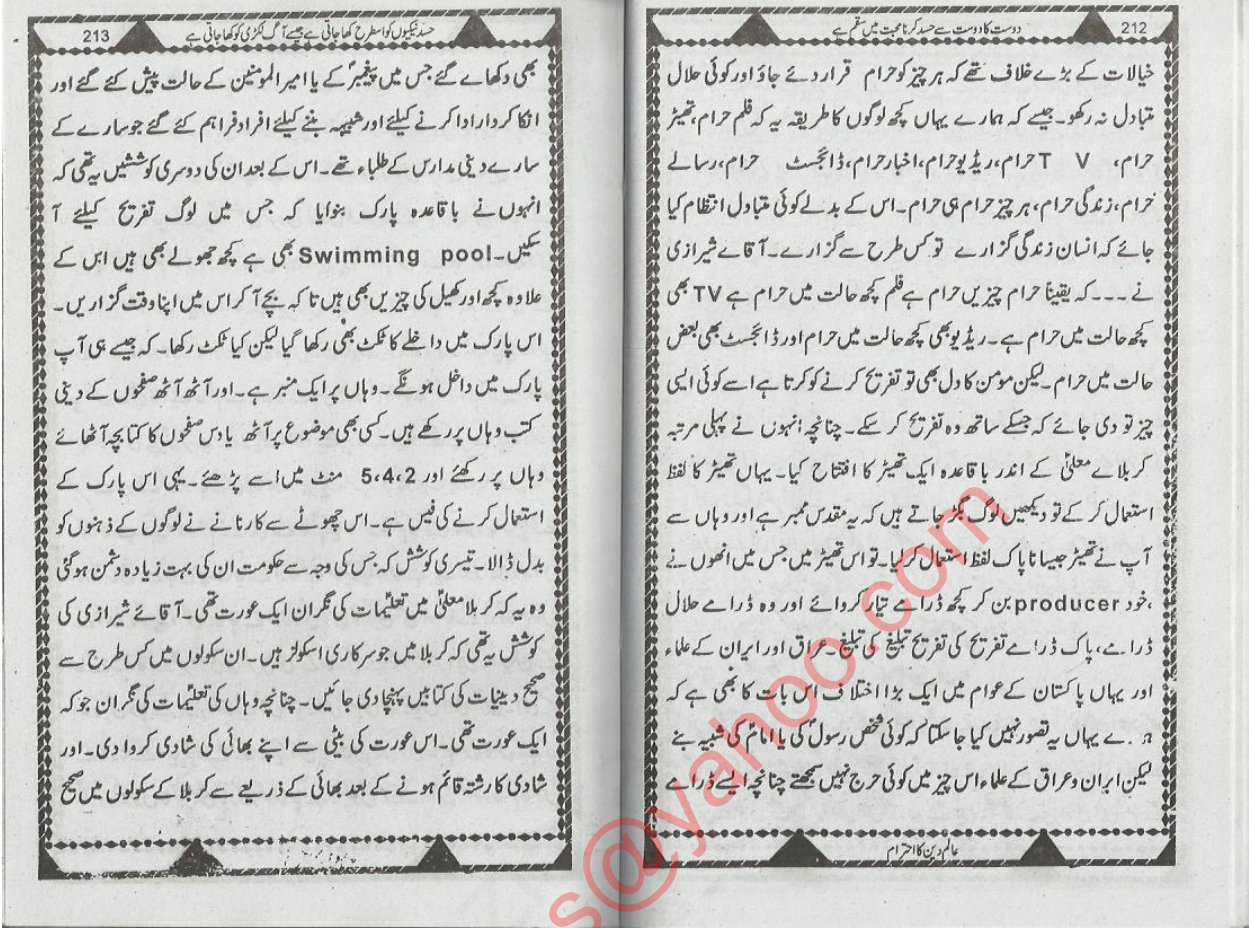 212
دوست کا دوست سے حسد کرنا محبت میں سقم ہے
خیالات کے بڑے خلاف تھے کہ ہر چیز کو حرام قرار دئے جاؤ اور کوئی حلال
متبادل نہ رکھو۔ جیسے کہ ہمارے یہاں کچھ لوگوں کا طریقہ یہ کہ فلم حرام، تھیٹر
حرام، T V حرام، ریڈیو حرام، اخبار حرام، ڈائجسٹ حرام، رسالے
حرام، زندگی حرام، ہر چیز حرام ہی حرام۔ اس کے بدلے کوئی متبادل انتظام کیا
جائے کہ انسان زندگی گزارے تو کس طرح سے گزارے۔ آقائے شیرازی
نے ۔۔۔ کہ یقیناً حرام چیزیں حرام ہے فلم کچھ حالت میں حرام ہے TV بھی
کچھ حالت میں حرام ہے۔ ریڈیو بھی کچھ حالت میں حرام اور ڈائجسٹ بھی بعض
حالت میں حرام۔ لیکن مومن کا دل بھی تو تفریح کرنے کو کرتا ہے اسے کوئی ایسی
چیز تو دی جائے کہ جسکے ساتھ وہ تفریح کر سکے۔ چنانچہ انہوں نے پہلی مرتبہ
کربلاے معلیٰ کے اندر باقاعدہ ایک تھیٹر کا افتتاح کیا۔ یہاں تھیٹر کا لفظ
استعمال کر کے تو دیکھیں لوگ بگڑ جاتے ہیں کہ یہ مقدس ممبر ہے اور وہاں سے
آپ نے تھیٹر جیسا ناپاک لفظ استعمال کر لیا۔ تو اس تھیٹر میں جس میں انھوں نے
خود producer بن کر کچھ ڈرامے تیار کروائے اور وہ ڈرامے حلال
ڈرامے، پاک ڈرامے تفریح کی تفریح تبلیغ کی تبلیغ۔ عراق اور ایران کے علماء
اور یہاں پاکستان کے عوام میں ایک بڑا اختلاف اس بات کا بھی ہے کہ
ے یہاں یہ تصور نہیں کیا جا سکتا کہ کوئی شخص رسولؐ کی یا امامؑ کی شبیہ بنے
لیکن ایران و عراق کے علماء اس چیز میں کوئی حرج نہیں سمجھتے چنانچہ ایسے ڈرامے
عالم دین کا احترام
213
حسد نیکیوں کو اسطرح کھا جاتی ہے جیسے آگ لکڑی کو کھا جاتی ہے
بھی دکھاے گئے جس میں پیغمبرؐ کے یا امیر المومنین کے حالت پیش کئے گئے اور
انکا کردار ادا کرنے کیلئے اور شبیہ بننے کیلئے افراد فراہم کئے گئے جو سارے کے
سارے دینی مدارس کے طلباء تھے۔ اس کے بعد ان کی دوسری کوششیں یہ تھی کہ
انہوں نے باقاعدہ پارک بنوایا کہ جس میں لوگ تفریح کیلئے آ
سکیں۔ Swimming pool بھی ہے کچھ جھولے بھی ہیں اس کے
علاوہ کچھ اور کھیل کی چیزیں بھی ہیں تا کہ بچے آ کر اس میں اپنا وقت گزاریں۔
اس پارک میں داخلے کا ٹکٹ بھی رکھا گیا لیکن کیا ٹکٹ رکھا۔ کہ جیسے ہی آپ
پارک میں داخل ہونگے۔ وہاں پر ایک منبر ہے۔ اور آٹھ آٹھ صفحوں کے دینی
کتب وہاں پر رکھے ہیں۔ کسی بھی موضوع پر آٹھ یا دس صفحوں کا کتابچہ آٹھائے
وہاں پر رکھئے اور 5،4،2 منٹ میں اسے پڑھئے۔ یہی اس پارک کے
استعمال کرنے کی فیس ہے۔ اس چھوٹے سے کارنانے نے لوگوں کے ذہنوں کو
بدل ڈالا۔ تیسری کوشش کہ جس کی وجہ سے حکومت ان کی بہت زیادہ دشمن ہو گئی
وہ یہ کہ کربلا معلیٰ میں تعلیمات کی نگران ایک عورت تھی۔ آقائے شیرازی کی
کوشش یہ تھی کہ کربلا میں جو سرکاری اسکولز ہیں۔ ان سکولوں میں کس طرح سے
صحیح دینیات کی کتابیں پہنچا دی جائیں۔ چنانچہ وہاں کی تعلیمات کی نگران جو کہ
ایک عورت تھی۔ اس عورت کی بیٹی سے اپنے بھائی کی شادی کروا دی۔ اور
شادی کا رشتہ قائم ہونے کے بعد بھائی کے ذریعے سے کربلا کے سکولوں میں صحیح
s@yahoo.com